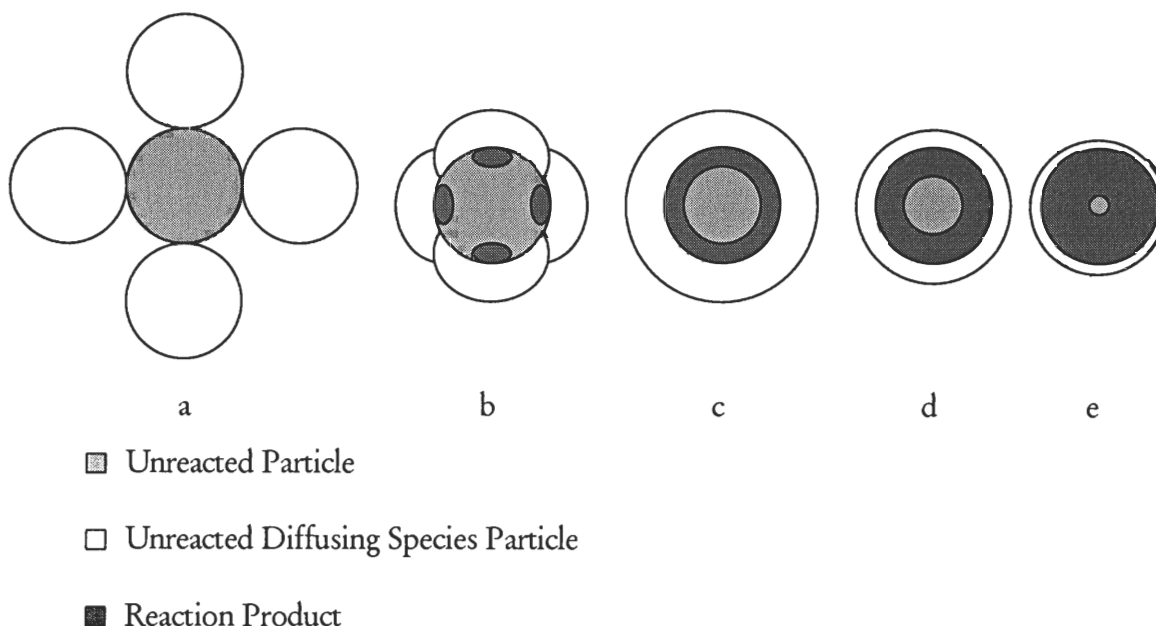 a b c d e
Unreacted Particle
Unreacted Diffusing Species Particle
Reaction Product